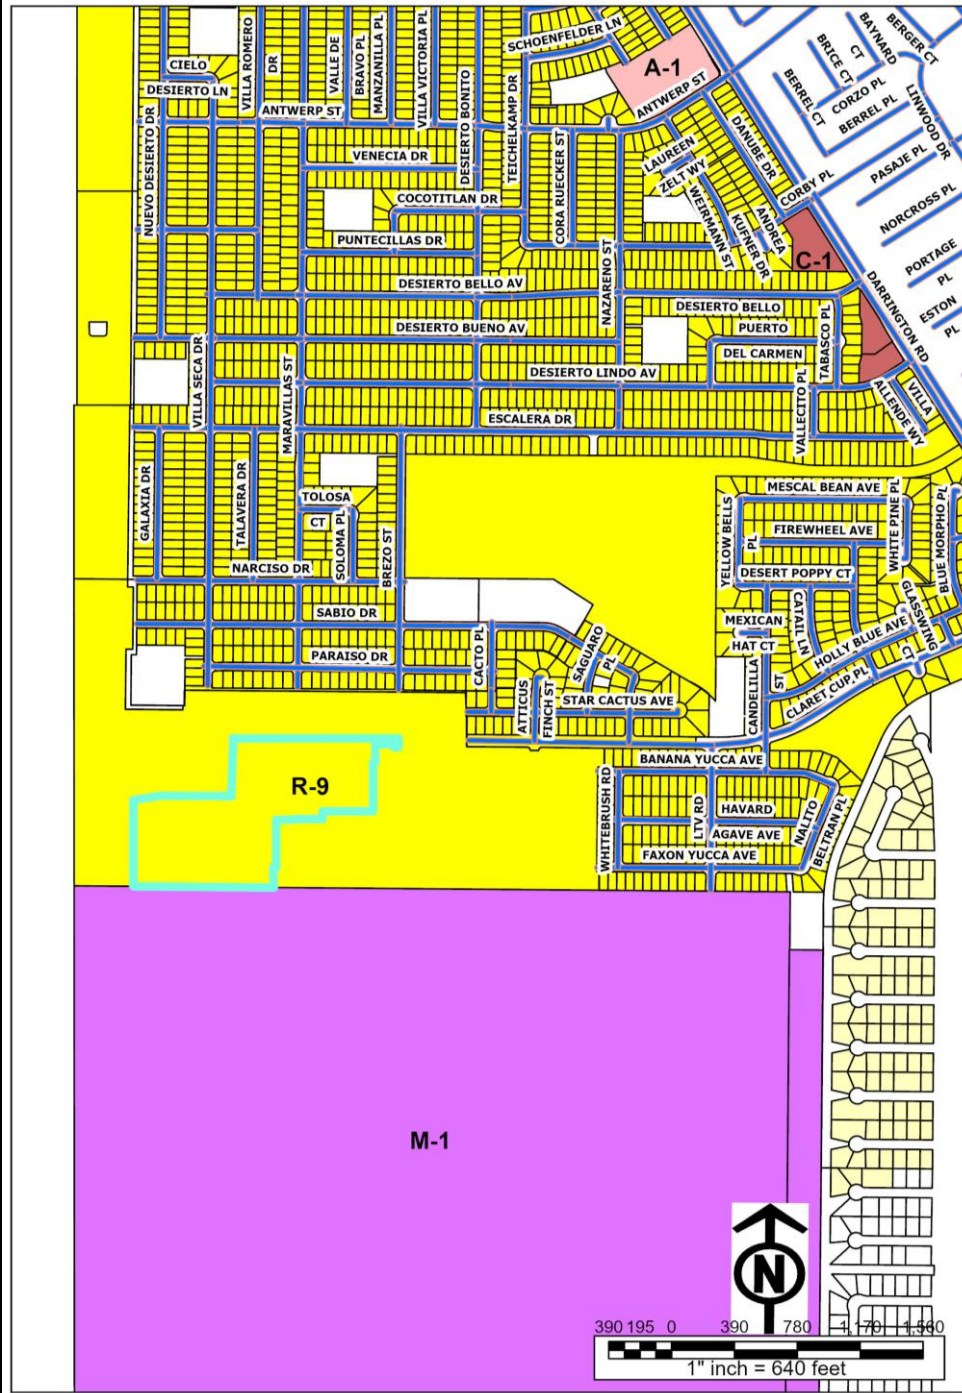 SCHOENFELDER LN
BERGER CT
BAYNARD
CT
BRICE CT
VILLA ROMERO
DR
VALLE DE
BRAVO PL
MANZANILLA PL
VILLA VICTORIA PL
DESIERTO BONITO
TEICHELKAMP DR
CIELO
DESIERTO LN
A-1
ANTWERP ST
BERREL CT
CORZO PL
BERREL PL
LINWOOD DR
ANTWERP ST
NUEVO DESIERTO DR
VENECIA DR
CORA RUECKER ST
LAUREEN
ZELT WY
WEIRMANN ST
KUFNER DR
ANDREA
DANUBE DR
CORBY PL
PASAJE PL
NORCROSS PL
PORTAGE
PL
ESTON
PL
COCOTITLAN DR
PUNTECILLAS DR
C-1
NAZARENO ST
DESIERTO BELLO AV
DESIERTO BELLO
DARRINGTON RD
DESIERTO BUENO AV
PUERTO
DEL CARMEN
TABASCO PL
VILLA SECA DR
MARAVILLAS ST
DESIERTO LINDO AV
VALLECITO PL
ALLENDE WY
VILLA
ESCALERA DR
GALAXIA DR
TALAVERA DR
TOLOSA
CT
SOLOMA PL
BREZO ST
MESCAL BEAN AVE
WHITE PINE PL
BLUE MORPHO PL
YELLOW BELLS
PL
FIREWHEEL AVE
DESERT POPPY CT
NARCISO DR
SABIO DR
PARAISO DR
CACTO PL
SAGUARO
PL
MEXICAN
HAT CT
CATAIL LN
GLASSWING
CT
HOLLY BLUE AVE
CLARET CUP PL
CANDELILLA
ST
ATTICUS
FINCH ST
STAR CACTUS AVE
BANANA YUCCA AVE
R-9
WHITEBRUSH RD
LTV RD
HAVARD
AGAVE AVE
NALITO
BELTRAN PL
FAXON YUCCA AVE
M-1
N
390 195 0 390 780 1,170 1,560
1" inch = 640 feet